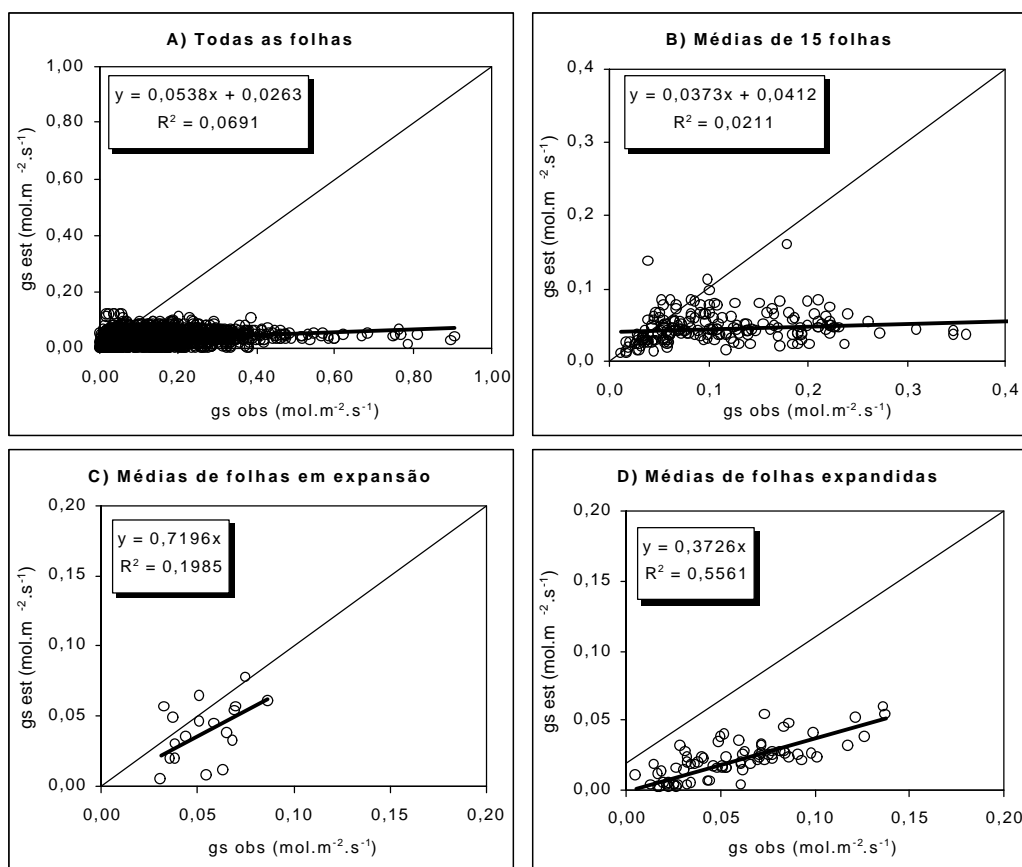 A) Todas as folhas
y = 0,0538x + 0,0263
R² = 0,0691
gs est (mol.m⁻².s⁻¹)
1,00
0,80
0,60
0,40
0,20
0,00
0,00 0,20 0,40 0,60 0,80 1,00
gs obs (mol.m⁻².s⁻¹)
B) Médias de 15 folhas
y = 0,0373x + 0,0412
R² = 0,0211
gs est (mol.m⁻².s⁻¹)
0,4
0,3
0,2
0,1
0,0
0,0 0,1 0,2 0,3 0,4
gs obs (mol.m⁻².s⁻¹)
C) Médias de folhas em expansão
y = 0,7196x
R² = 0,1985
gs est (mol.m⁻².s⁻¹)
0,20
0,15
0,10
0,05
0,00
0,00 0,05 0,10 0,15 0,20
gs obs (mol.m⁻².s⁻¹)
D) Médias de folhas expandidas
y = 0,3726x
R² = 0,5561
gs est (mol.m⁻².s⁻¹)
0,20
0,15
0,10
0,05
0,00
0,00 0,05 0,10 0,15 0,20
gs obs (mol.m⁻².s⁻¹)